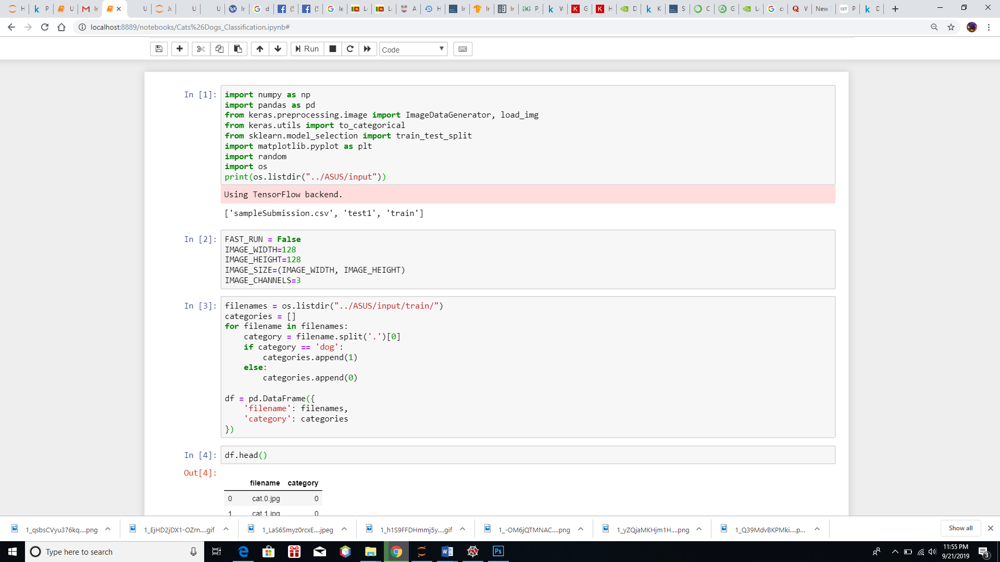 localhost:8889/notebooks/Cats%26Dogs_Classification.ipynb#
Run
Code
In [1]:
import numpy as np
import pandas as pd
from keras.preprocessing.image import ImageDataGenerator, load_img
from keras.utils import to_categorical
from sklearn.model_selection import train_test_split
import matplotlib.pyplot as plt
import random
import os
print(os.listdir("../ASUS/input"))
Using TensorFlow backend.
['sampleSubmission.csv', 'test1', 'train']
In [2]:
FAST_RUN = False
IMAGE_WIDTH=128
IMAGE_HEIGHT=128
IMAGE_SIZE=(IMAGE_WIDTH, IMAGE_HEIGHT)
IMAGE_CHANNELS=3
In [3]:
filenames = os.listdir("../ASUS/input/train/")
categories = []
for filename in filenames:
    category = filename.split('.')[0]
    if category == 'dog':
        categories.append(1)
    else:
        categories.append(0)
df = pd.DataFrame({
    'filename': filenames,
    'category': categories
})
In [4]:
df.head()
Out[4]:
filename category
0 cat.0.jpg 0
1 cat.1.jpg 0
1_qsbsCVyu376kq....png
1_EjHD2jDX1-OZrn....gif
1_LaS6Smyz0rcxE....jpeg
1_h1S9FFDHmmj5y....gif
1_-OM6jQTMNAC....png
1_yZQjaMKHjm1H....png
1_Q39MdvBKPMki....p...
Show all
Type here to search
11:55 PM
9/21/2019
3